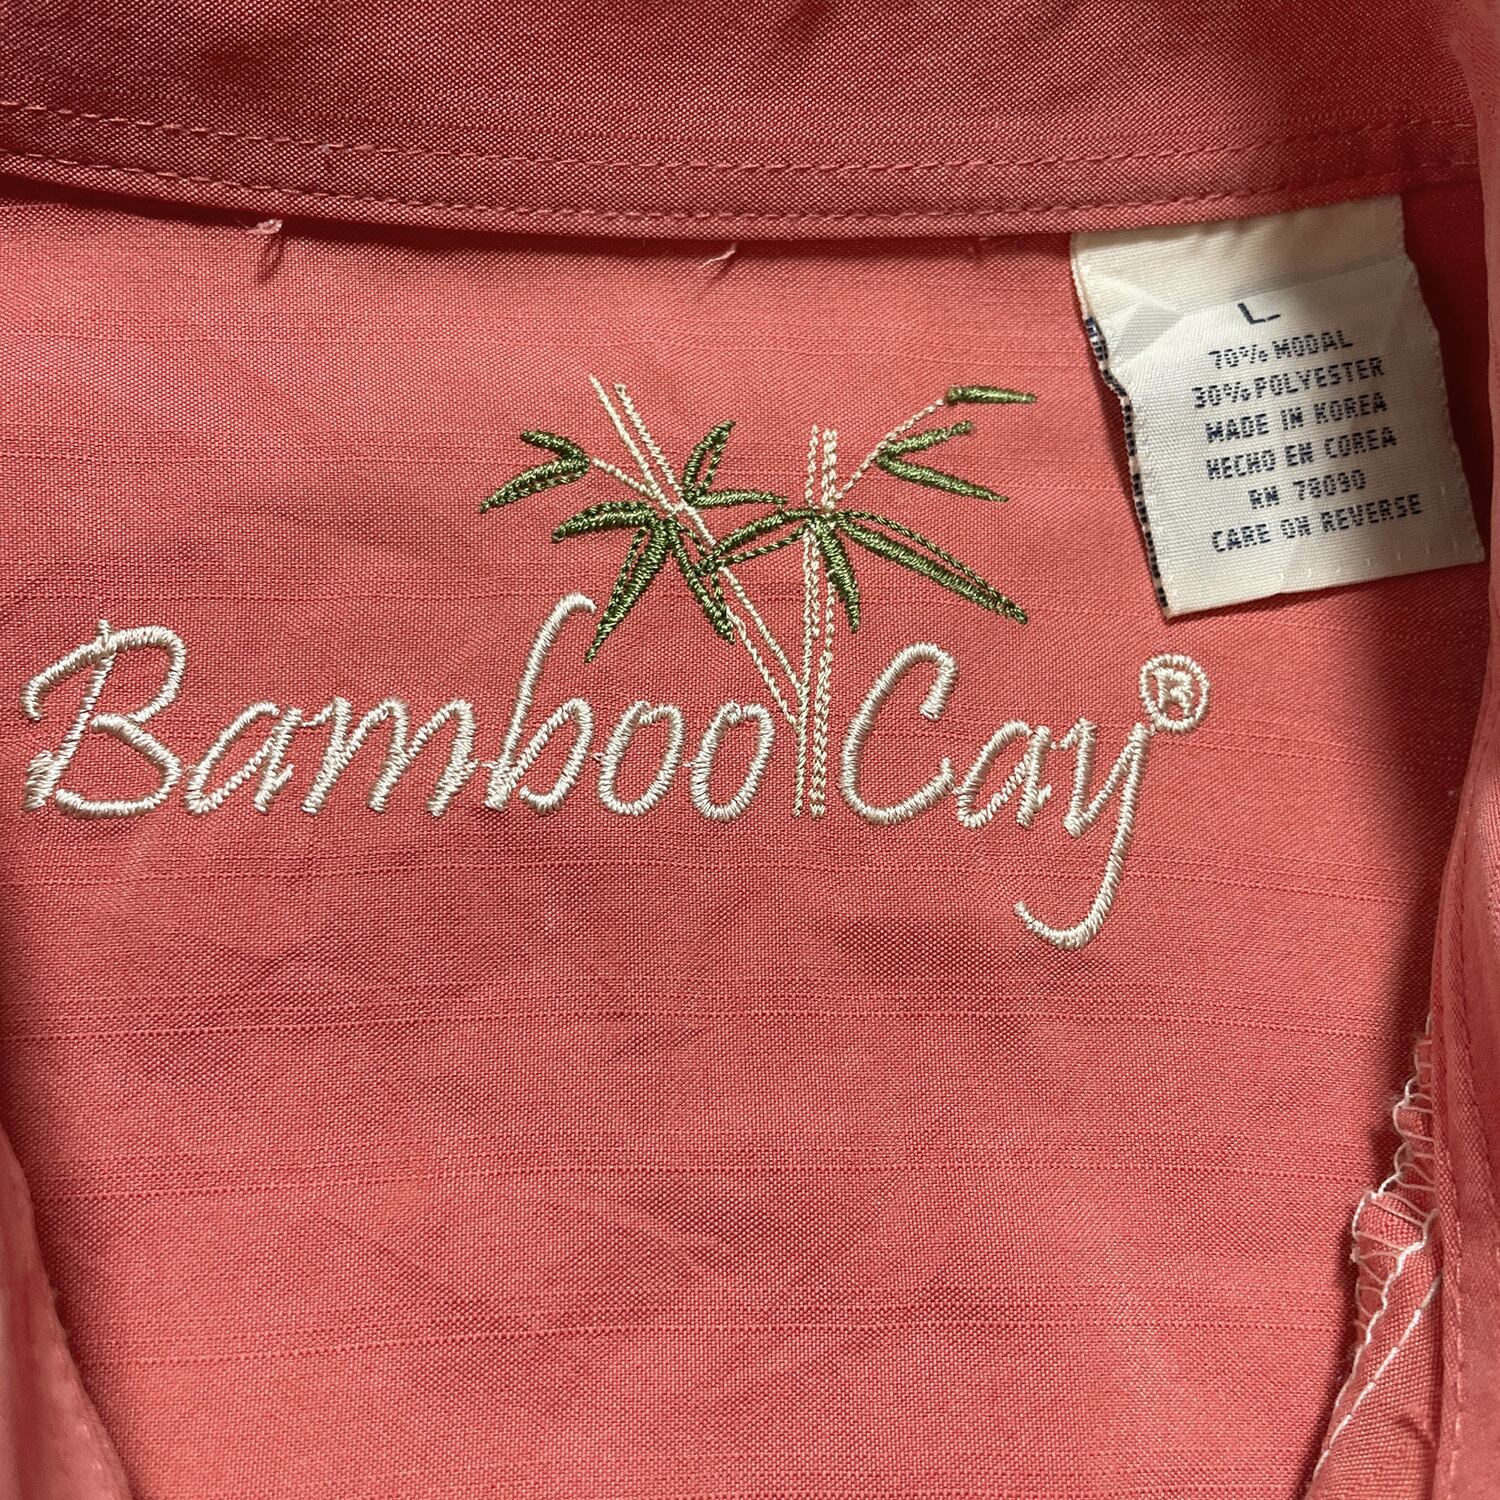 Bamboo Cay®
L
70% MODAL
30% POLYESTER
MADE IN KOREA
HECHO EN COREA
RN 78090
CARE ON REVERSE